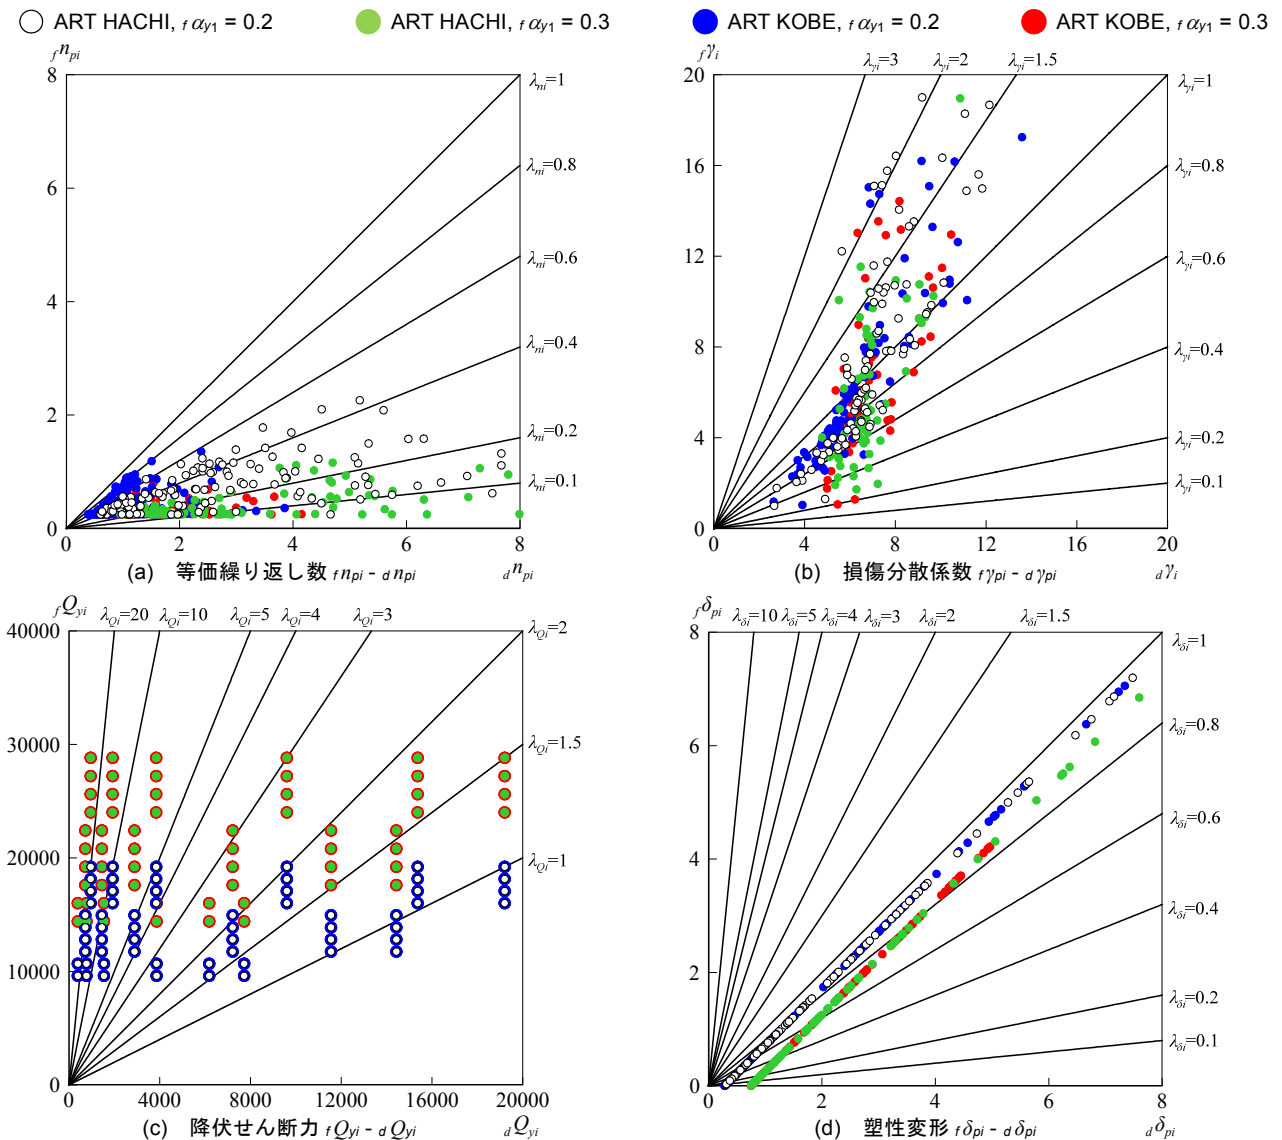 ART HACHI, fαy1 = 0.2 ART HACHI, fαy1 = 0.3 ART KOBE, fαy1 = 0.2 ART KOBE, fαy1 = 0.3
fnpi
8
6
4
2
0
0 2 4 6 8
λni=1
λni=0.8
λni=0.6
λni=0.4
λni=0.2
λni=0.1
dnpi
(a) 等価繰り返し数 fnpi - dnpi
fγi
λγi=3 λγi=2 λγi=1.5
20
16
12
8
4
0
0 4 8 12 16 20
λγi=1
λγi=0.8
λγi=0.6
λγi=0.4
λγi=0.2
λγi=0.1
dγi
(b) 損傷分散係数 fγpi - dγpi
fQyi
λQi=20 λQi=10 λQi=5 λQi=4 λQi=3
40000
30000
20000
10000
0
0 4000 8000 12000 16000 20000
λQi=2
λQi=1.5
λQi=1
dQyi
(c) 降伏せん断力 fQyi - dQyi
fδpi
λδi=10 λδi=5 λδi=4 λδi=3 λδi=2 λδi=1.5
8
6
4
2
0
0 2 4 6 8
λδi=1
λδi=0.8
λδi=0.6
λδi=0.4
λδi=0.2
λδi=0.1
dδpi
(d) 塑性変形 fδpi - dδpi